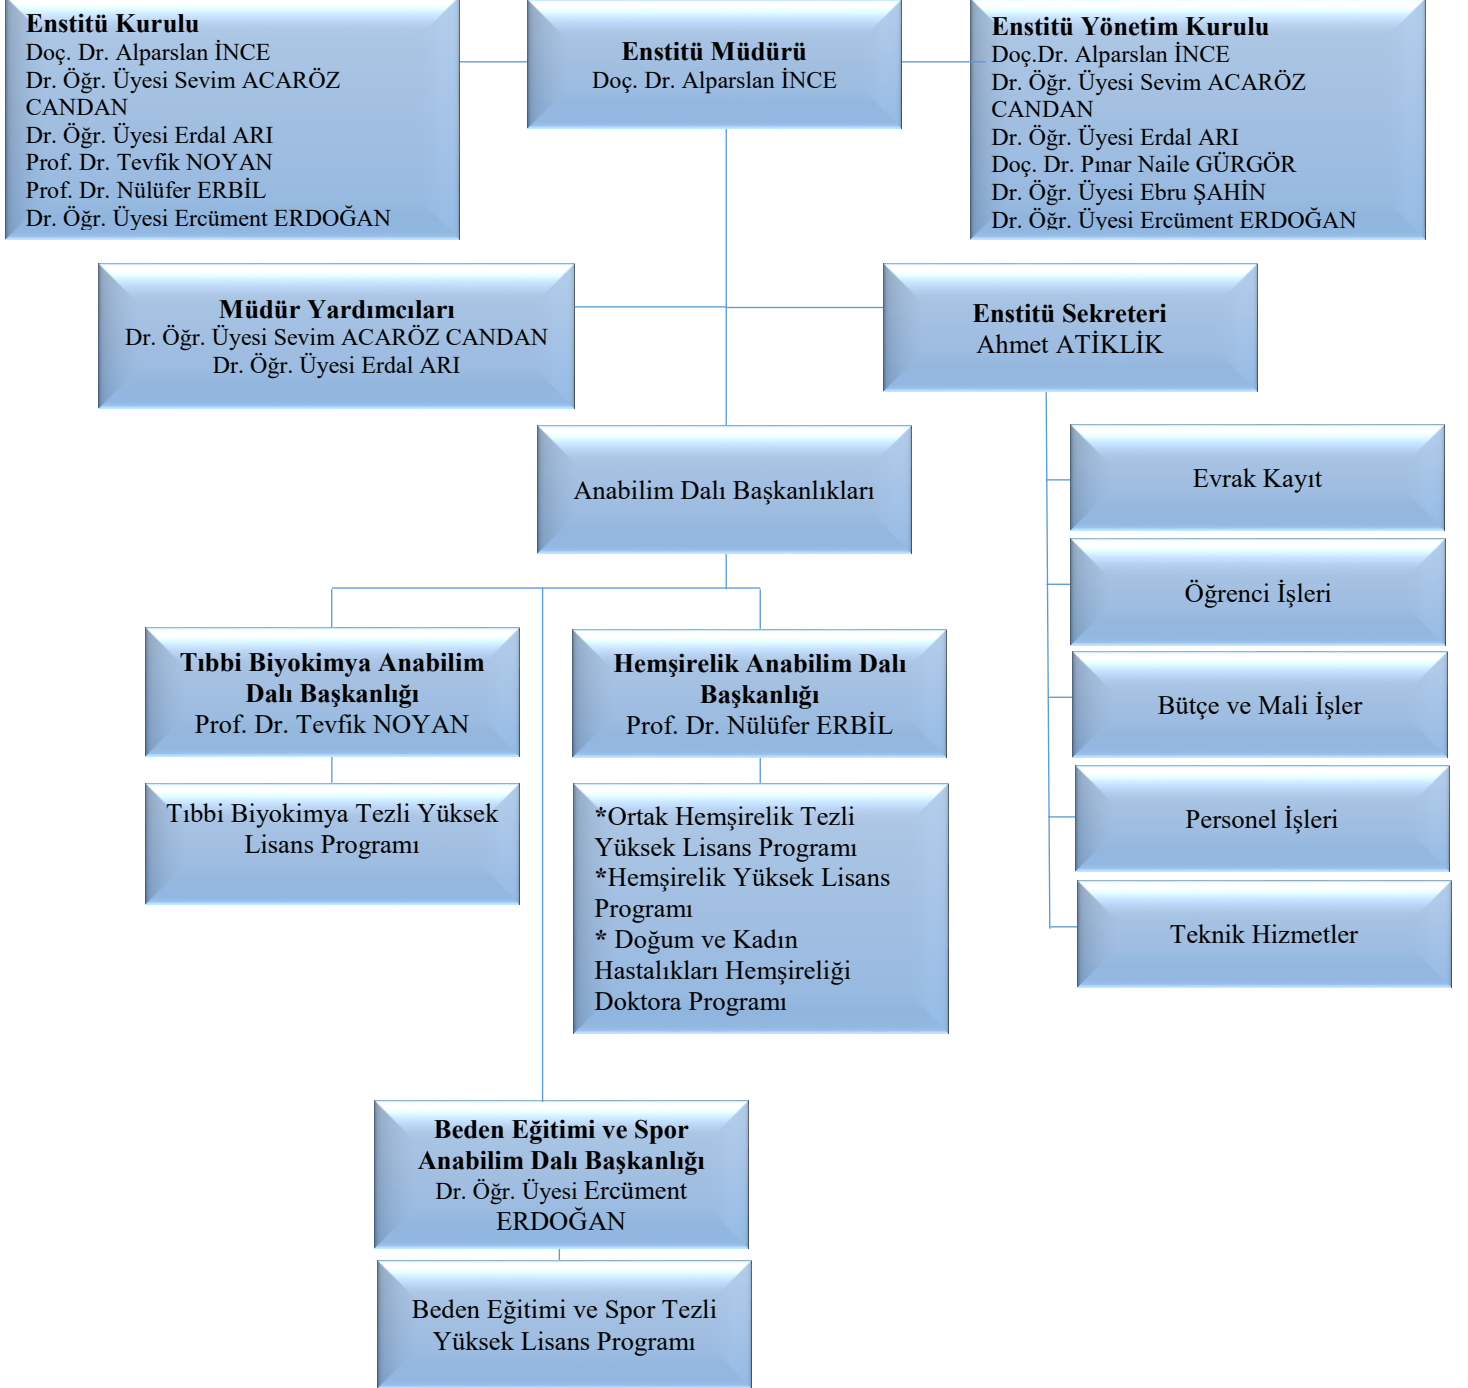 Enstitü Kurulu
Doç. Dr. Alparslan İNCE
Dr. Öğr. Üyesi Sevim ACARÖZ
CANDAN
Dr. Öğr. Üyesi Erdal ARI
Prof. Dr. Tevfik NOYAN
Prof. Dr. Nülüfer ERBİL
Dr. Öğr. Üyesi Ercüment ERDOĞAN
Enstitü Müdürü
Doç. Dr. Alparslan İNCE
Enstitü Yönetim Kurulu
Doç.Dr. Alparslan İNCE
Dr. Öğr. Üyesi Sevim ACARÖZ
CANDAN
Dr. Öğr. Üyesi Erdal ARI
Doç. Dr. Pınar Naile GÜRGÖR
Dr. Öğr. Üyesi Ebru ŞAHİN
Dr. Öğr. Üyesi Ercüment ERDOĞAN
Müdür Yardımcıları
Dr. Öğr. Üyesi Sevim ACARÖZ CANDAN
Dr. Öğr. Üyesi Erdal ARI
Enstitü Sekreteri
Ahmet ATİKLİK
Anabilim Dalı Başkanlıkları
Evrak Kayıt
Öğrenci İşleri
Bütçe ve Mali İşler
Personel İşleri
Teknik Hizmetler
Tıbbi Biyokimya Anabilim
Dalı Başkanlığı
Prof. Dr. Tevfik NOYAN
Tıbbi Biyokimya Tezli Yüksek
Lisans Programı
Hemşirelik Anabilim Dalı
Başkanlığı
Prof. Dr. Nülüfer ERBİL
*Ortak Hemşirelik Tezli
Yüksek Lisans Programı
*Hemşirelik Yüksek Lisans
Programı
* Doğum ve Kadın
Hastalıkları Hemşireliği
Doktora Programı
Beden Eğitimi ve Spor
Anabilim Dalı Başkanlığı
Dr. Öğr. Üyesi Ercüment
ERDOĞAN
Beden Eğitimi ve Spor Tezli
Yüksek Lisans Programı